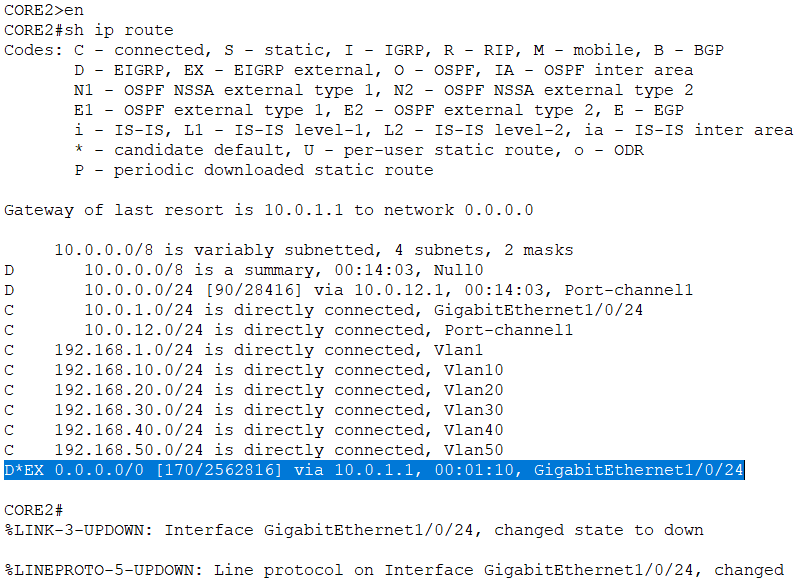 CORE2>en
CORE2#sh ip route
Codes: C - connected, S - static, I - IGRP, R - RIP, M - mobile, B - BGP
       D - EIGRP, EX - EIGRP external, O - OSPF, IA - OSPF inter area
       N1 - OSPF NSSA external type 1, N2 - OSPF NSSA external type 2
       E1 - OSPF external type 1, E2 - OSPF external type 2, E - EGP
       i - IS-IS, L1 - IS-IS level-1, L2 - IS-IS level-2, ia - IS-IS inter area
       * - candidate default, U - per-user static route, o - ODR
       P - periodic downloaded static route

Gateway of last resort is 10.0.1.1 to network 0.0.0.0

     10.0.0.0/8 is variably subnetted, 4 subnets, 2 masks
D       10.0.0.0/8 is a summary, 00:14:03, Null0
D       10.0.0.0/24 [90/28416] via 10.0.12.1, 00:14:03, Port-channel1
C       10.0.1.0/24 is directly connected, GigabitEthernet1/0/24
C       10.0.12.0/24 is directly connected, Port-channel1
C    192.168.1.0/24 is directly connected, Vlan1
C    192.168.10.0/24 is directly connected, Vlan10
C    192.168.20.0/24 is directly connected, Vlan20
C    192.168.30.0/24 is directly connected, Vlan30
C    192.168.40.0/24 is directly connected, Vlan40
C    192.168.50.0/24 is directly connected, Vlan50
D*EX 0.0.0.0/0 [170/2562816] via 10.0.1.1, 00:01:10, GigabitEthernet1/0/24

CORE2#
%LINK-3-UPDOWN: Interface GigabitEthernet1/0/24, changed state to down

%LINEPROTO-5-UPDOWN: Line protocol on Interface GigabitEthernet1/0/24, changed